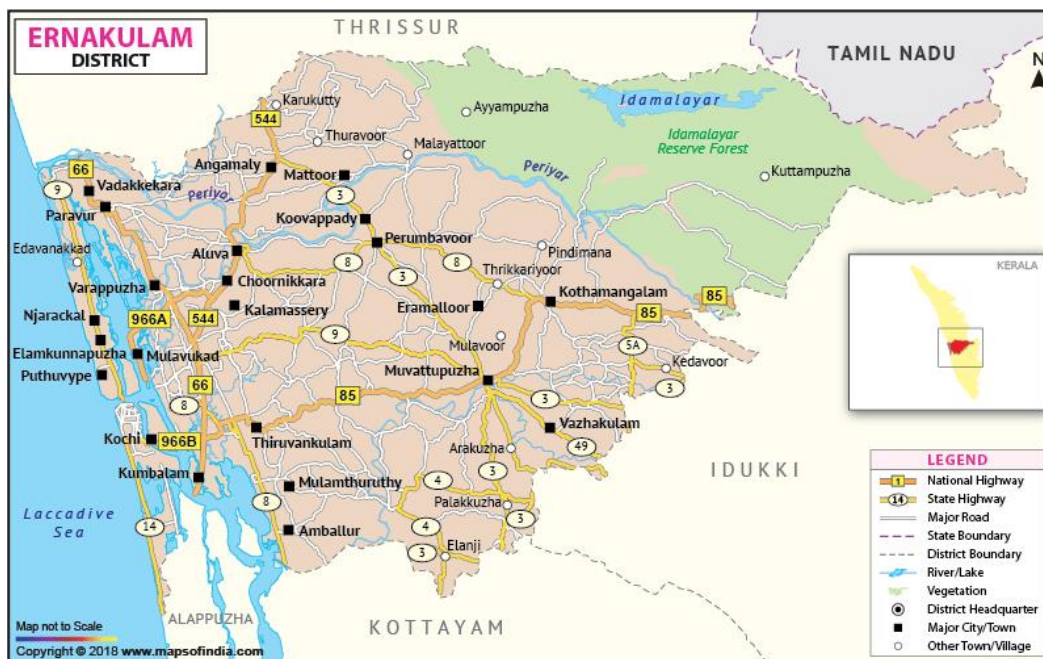 ERNAKULAM
DISTRICT
THRISSUR
TAMIL NADU
N
Karukutty
544
Ayyampuzha
Idamalayar
Thuravoor
Idamalayar
Reserve Forest
Malayattoor
66
Angamaly
Mattoor
Periyar
Kuttampuzha
9
Vadakkekara
Periyar
3
Paravur
Koovappady
Perumbavoor
Edavanakkad
Aluva
8
3
8
Pindimana
Thrikkariyoor
Varappuzha
Choornikkara
Kalamassery
Eramalloor
Kothamangalam
85
85
Njarackal
966A
544
9
Mulavoor
5A
Elamkunnapuzha
Mulavukad
Kedavoor
Puthuvype
66
Muvattupuzha
8
85
3
3
Kochi
966B
Thiruvankulam
Vazhakulam
Arakuzha
49
Kumbalam
Mulamthuruthy
4
3
Palakkuzha
Laccadive
Sea
14
8
Amballur
4
3
3
Elanji
IDUKKI
ALAPPUZHA
KOTTAYAM
KERALA
LEGEND
1 National Highway
14 State Highway
Major Road
State Boundary
District Boundary
River/Lake
Vegetation
District Headquarter
Major City/Town
Other Town/Village
Map not to Scale
Copyright © 2018 www.mapsofindia.com